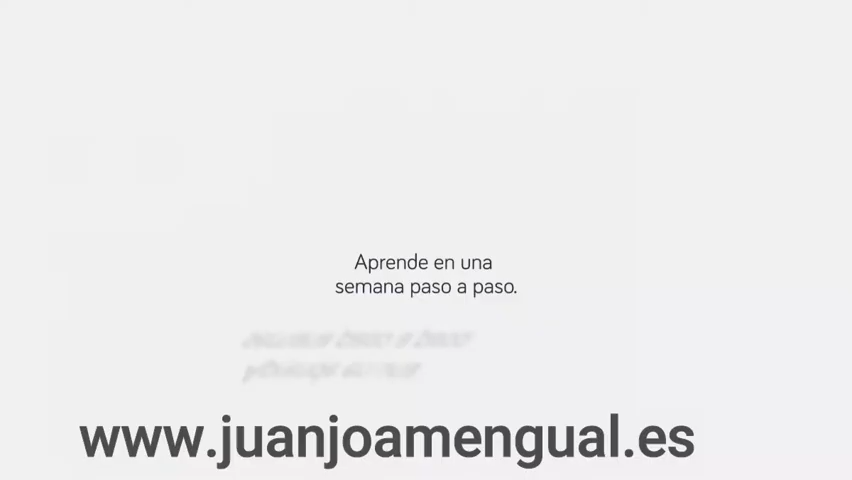 Aprende en una
semana paso a paso.
www.juanjoamengual.es